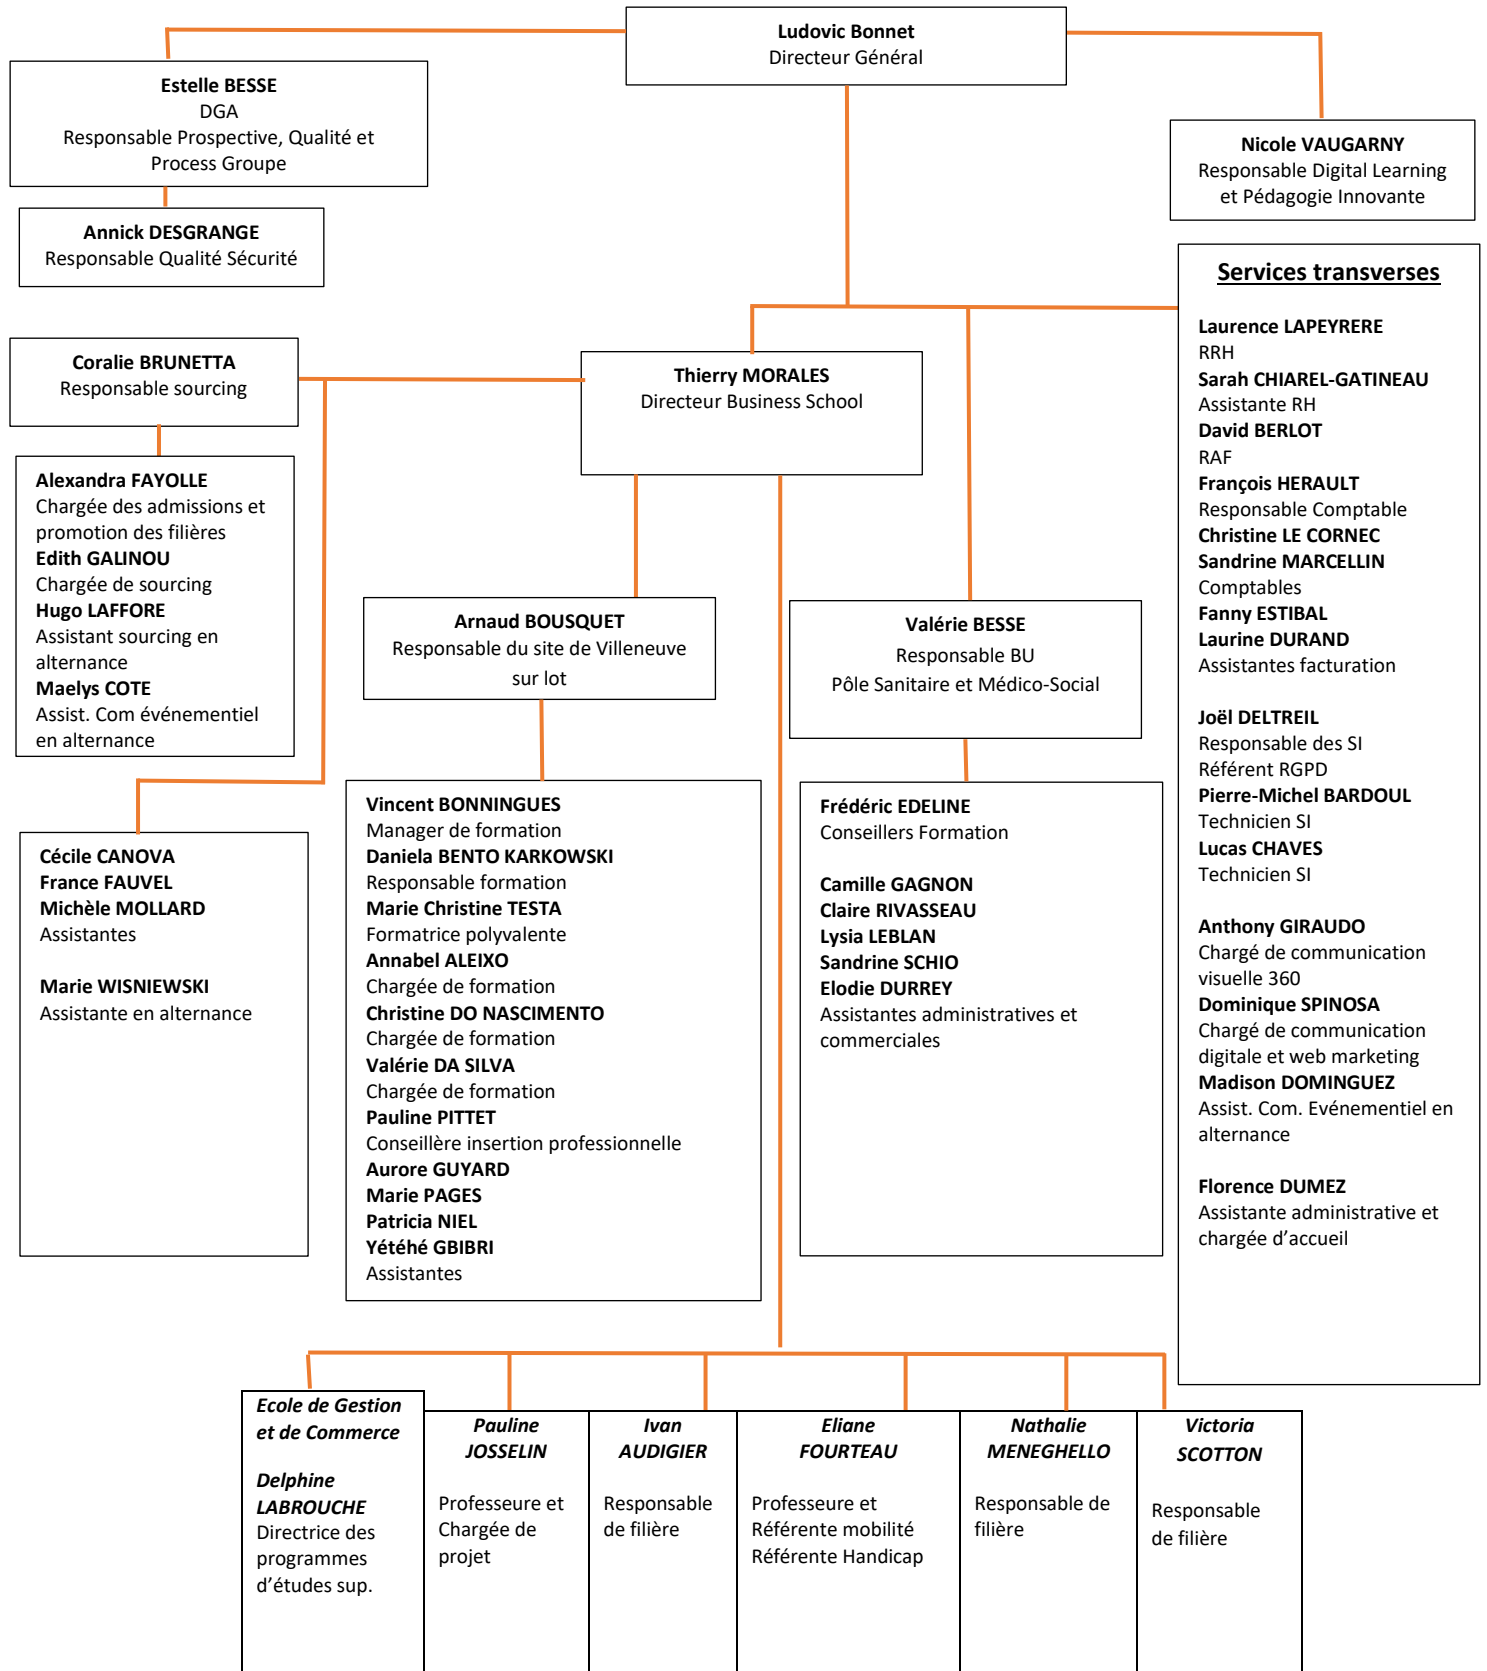 Ludovic Bonnet
Directeur Général
Estelle BESSE
DGA
Responsable Prospective, Qualité et
Process Groupe
Nicole VAUGARNY
Responsable Digital Learning
et Pédagogie Innovante
Annick DESGRANGE
Responsable Qualité Sécurité
Services transverses
Laurence LAPEYRERE
RRH
Sarah CHIAREL-GATINEAU
Assistante RH
David BERLOT
RAF
François HERAULT
Responsable Comptable
Christine LE CORNEC
Sandrine MARCELLIN
Comptables
Fanny ESTIBAL
Laurine DURAND
Assistantes facturation
Joël DELTREIL
Responsable des SI
Référent RGPD
Pierre-Michel BARDOUL
Technicien SI
Lucas CHAVES
Technicien SI
Anthony GIRAUDO
Chargé de communication
visuelle 360
Dominique SPINOSA
Chargé de communication
digitale et web marketing
Madison DOMINGUEZ
Assist. Com. Evénementiel en
alternance
Florence DUMEZ
Assistante administrative et
chargée d’accueil
Coralie BRUNETTA
Responsable sourcing
Thierry MORALES
Directeur Business School
Alexandra FAYOLLE
Chargée des admissions et
promotion des filières
Edith GALINOU
Chargée de sourcing
Hugo LAFFORE
Assistant sourcing en
alternance
Maelys COTE
Assist. Com événementiel
en alternance
Arnaud BOUSQUET
Responsable du site de Villeneuve
sur lot
Valérie BESSE
Responsable BU
Pôle Sanitaire et Médico-Social
Cécile CANOVA
France FAUVEL
Michèle MOLLARD
Assistantes
Marie WISNIEWSKI
Assistante en alternance
Vincent BONNINGUES
Manager de formation
Daniela BENTO KARKOWSKI
Responsable formation
Marie Christine TESTA
Formatrice polyvalente
Annabel ALEIXO
Chargée de formation
Christine DO NASCIMENTO
Chargée de formation
Valérie DA SILVA
Chargée de formation
Pauline PITTET
Conseillère insertion professionnelle
Aurore GUYARD
Marie PAGES
Patricia NIEL
Yétéhé GBIBRI
Assistantes
Frédéric EDELINE
Conseillers Formation
Camille GAGNON
Claire RIVASSEAU
Lysia LEBLAN
Sandrine SCHIO
Elodie DURREY
Assistantes administratives et
commerciales
Ecole de Gestion
et de Commerce
Delphine
LABROUCHE
Directrice des
programmes
d’études sup.
Pauline
JOSSELIN
Professeure et
Chargée de
projet
Ivan
AUDIGIER
Responsable
de filière
Eliane
FOURTEAU
Professeure et
Référente mobilité
Référente Handicap
Nathalie
MENEGHELLO
Responsable de
filière
Victoria
SCOTTON
Responsable
de filière